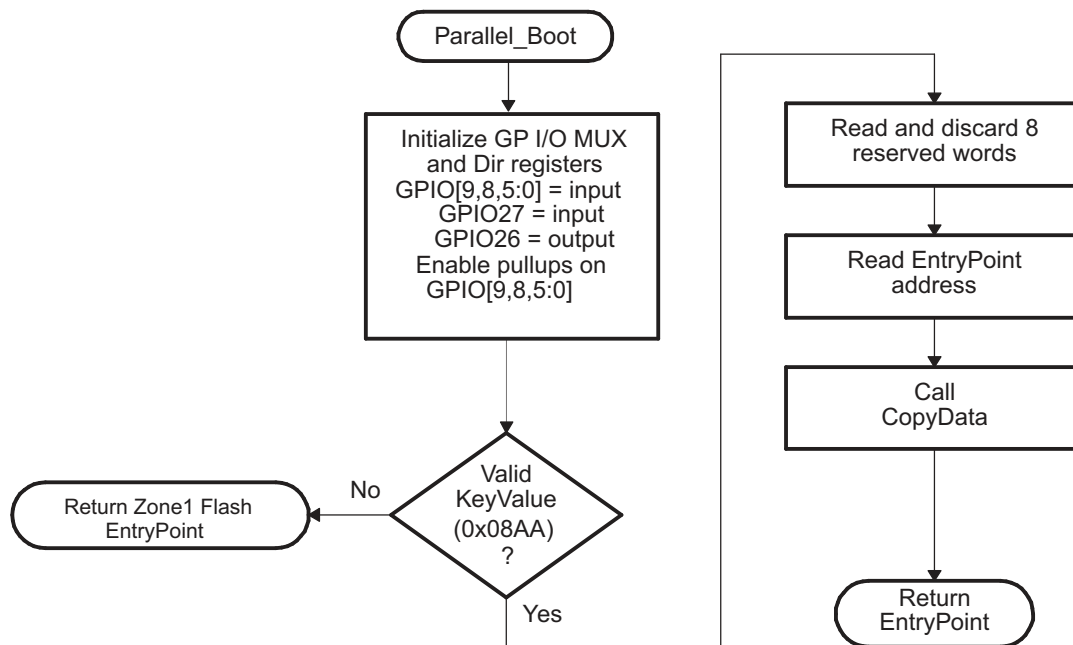 Parallel_Boot
Initialize GP I/O MUX
and Dir registers
GPIO[9,8,5:0] = input
GPIO27 = input
GPIO26 = output
Enable pullups on
GPIO[9,8,5:0]
Valid
KeyValue
(0x08AA)
?
No
Return Zone1 Flash
EntryPoint
Yes
Read and discard 8
reserved words
Read EntryPoint
address
Call
CopyData
Return
EntryPoint